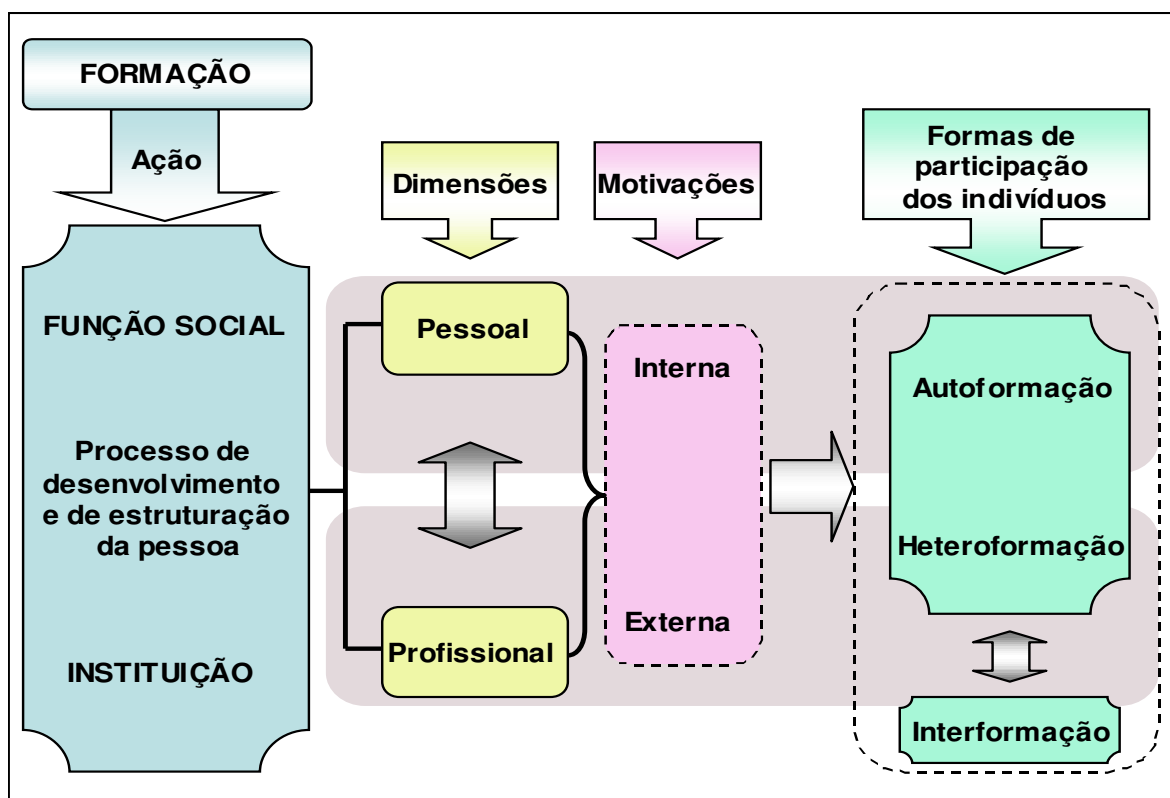 FORMAÇÃO
Ação
FUNÇÃO SOCIAL
Processo de
desenvolvimento
e de estruturação
da pessoa
INSTITUIÇÃO
Dimensões
Pessoal
Profissional
Motivações
Interna
Externa
Formas de
participação
dos indivíduos
Autoformação
Heteroformação
Interformação